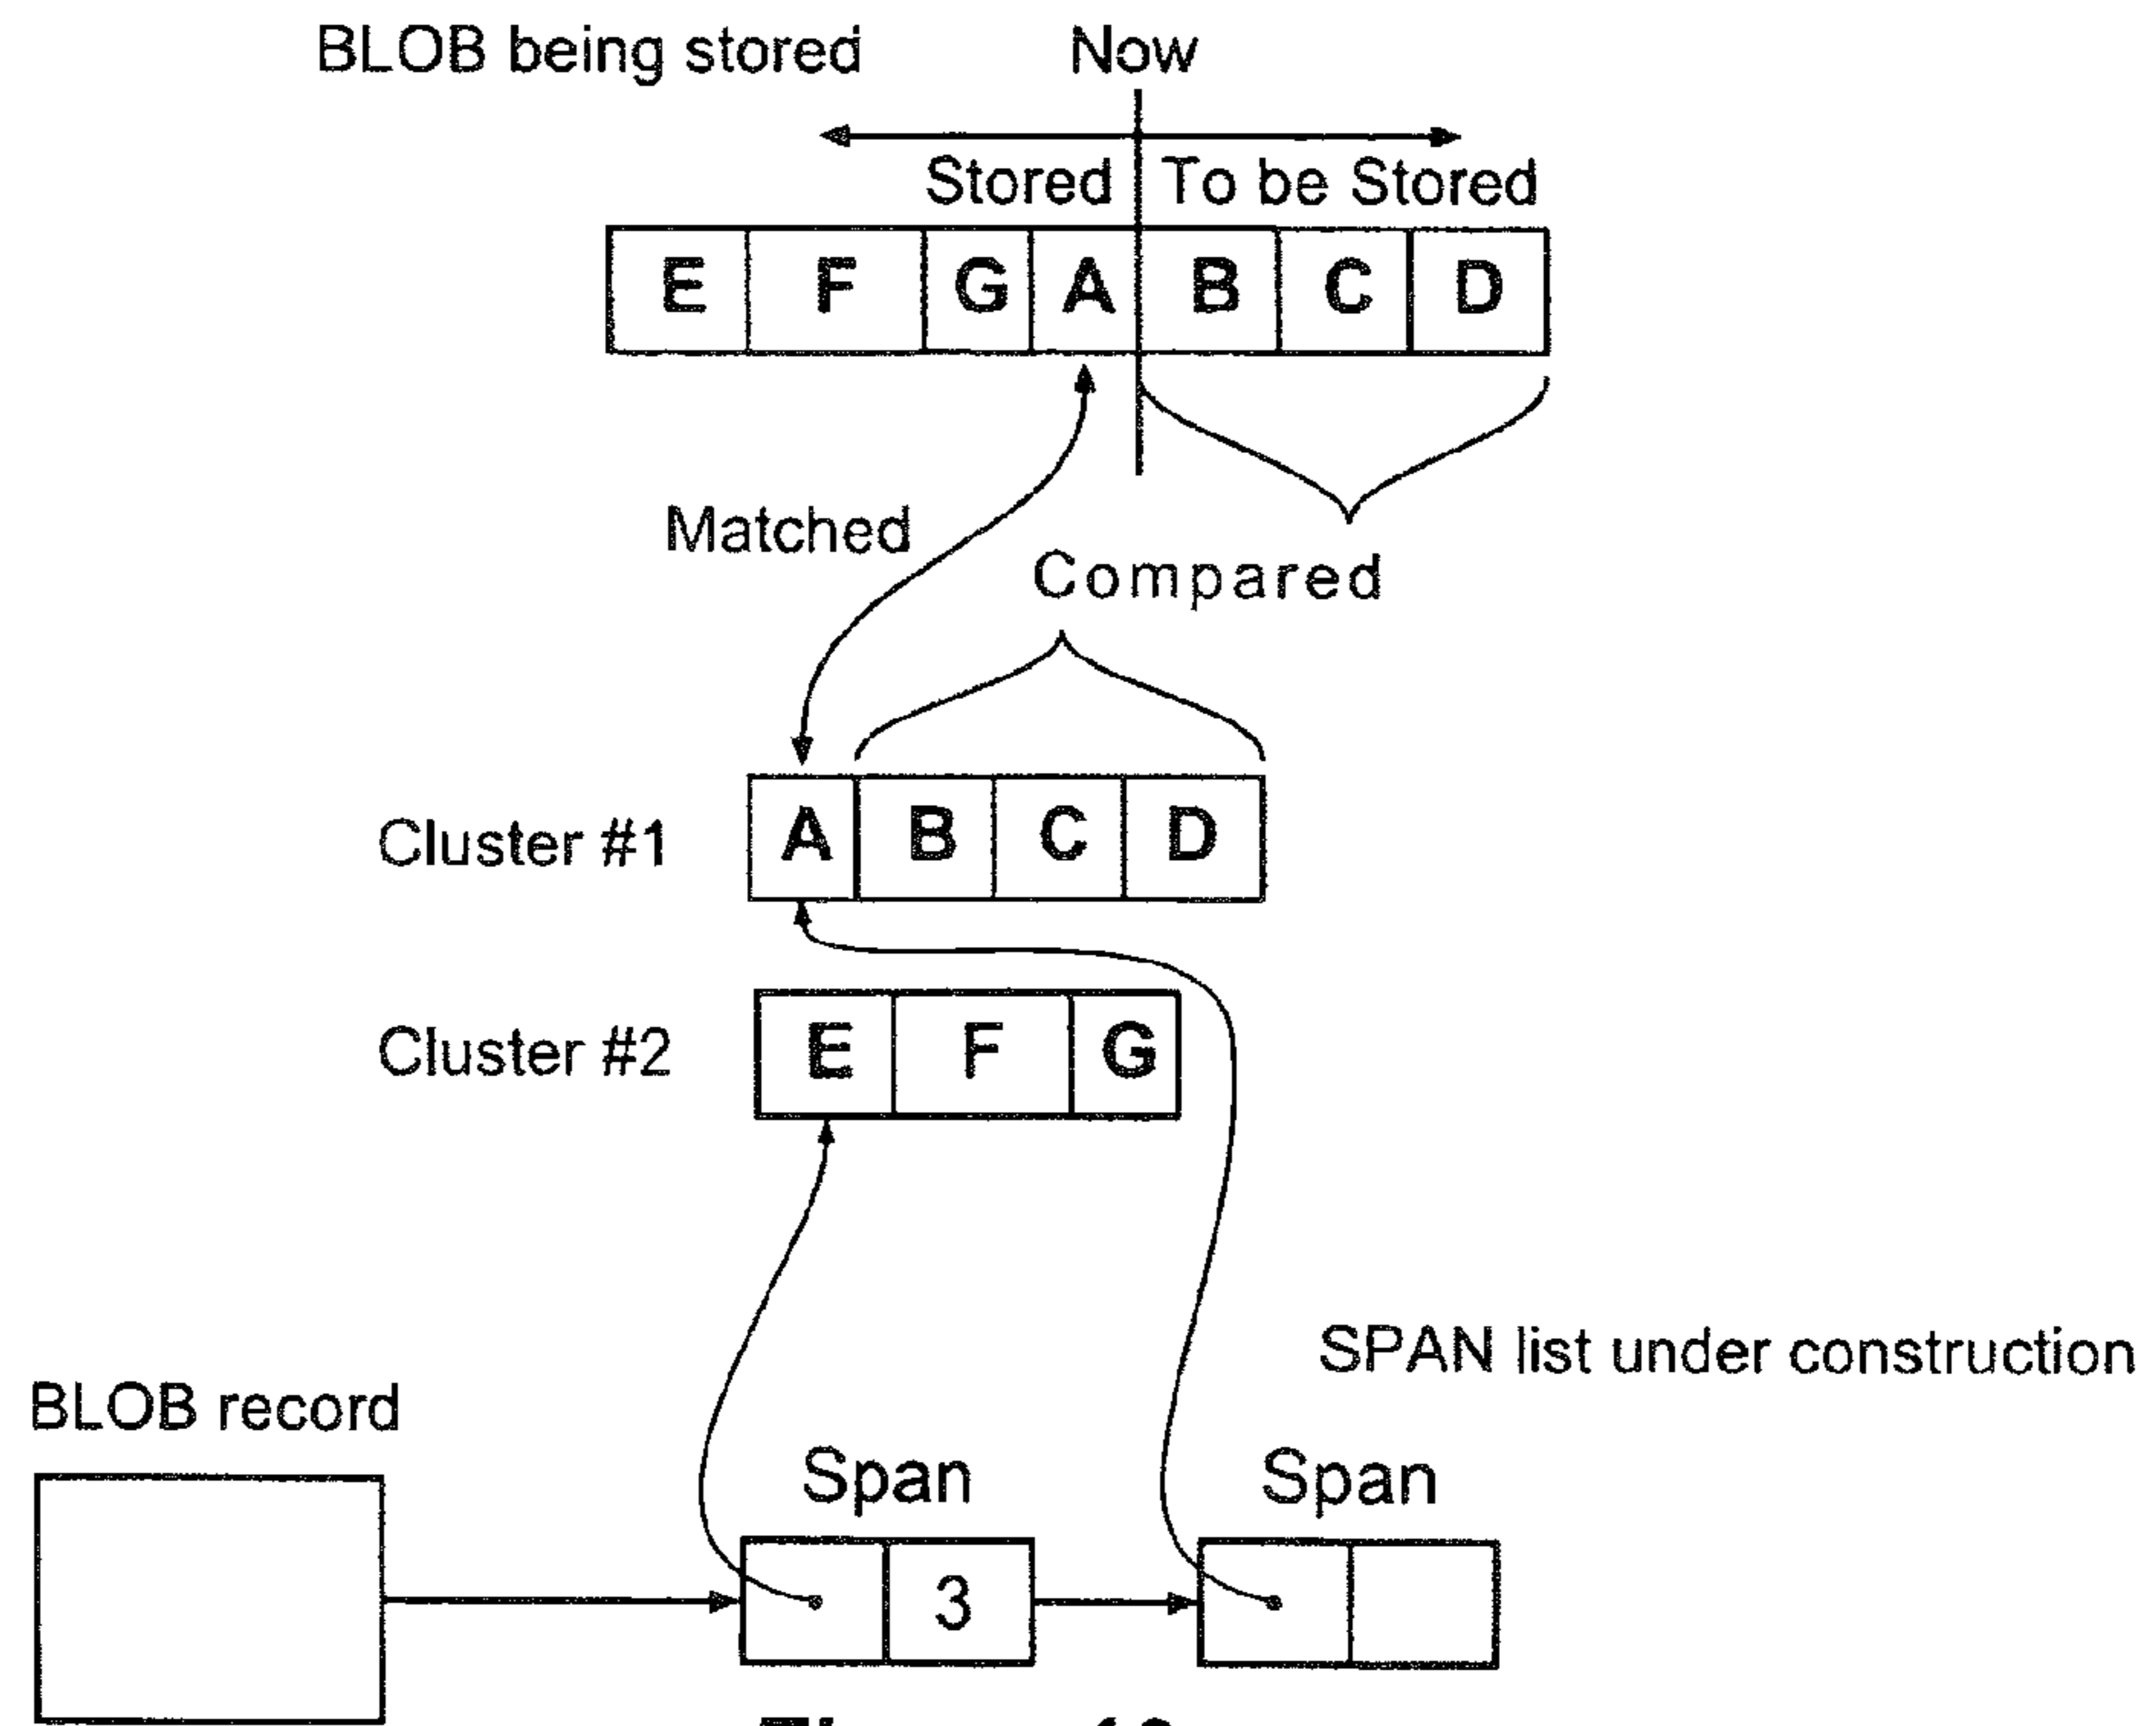 BLOB being stored
Now
Stored
To be Stored
E F G A B C D
Matched
Compared
Cluster #1
A B C D
Cluster #2
E F G
SPAN list under construction
BLOB record
Span
Span
3